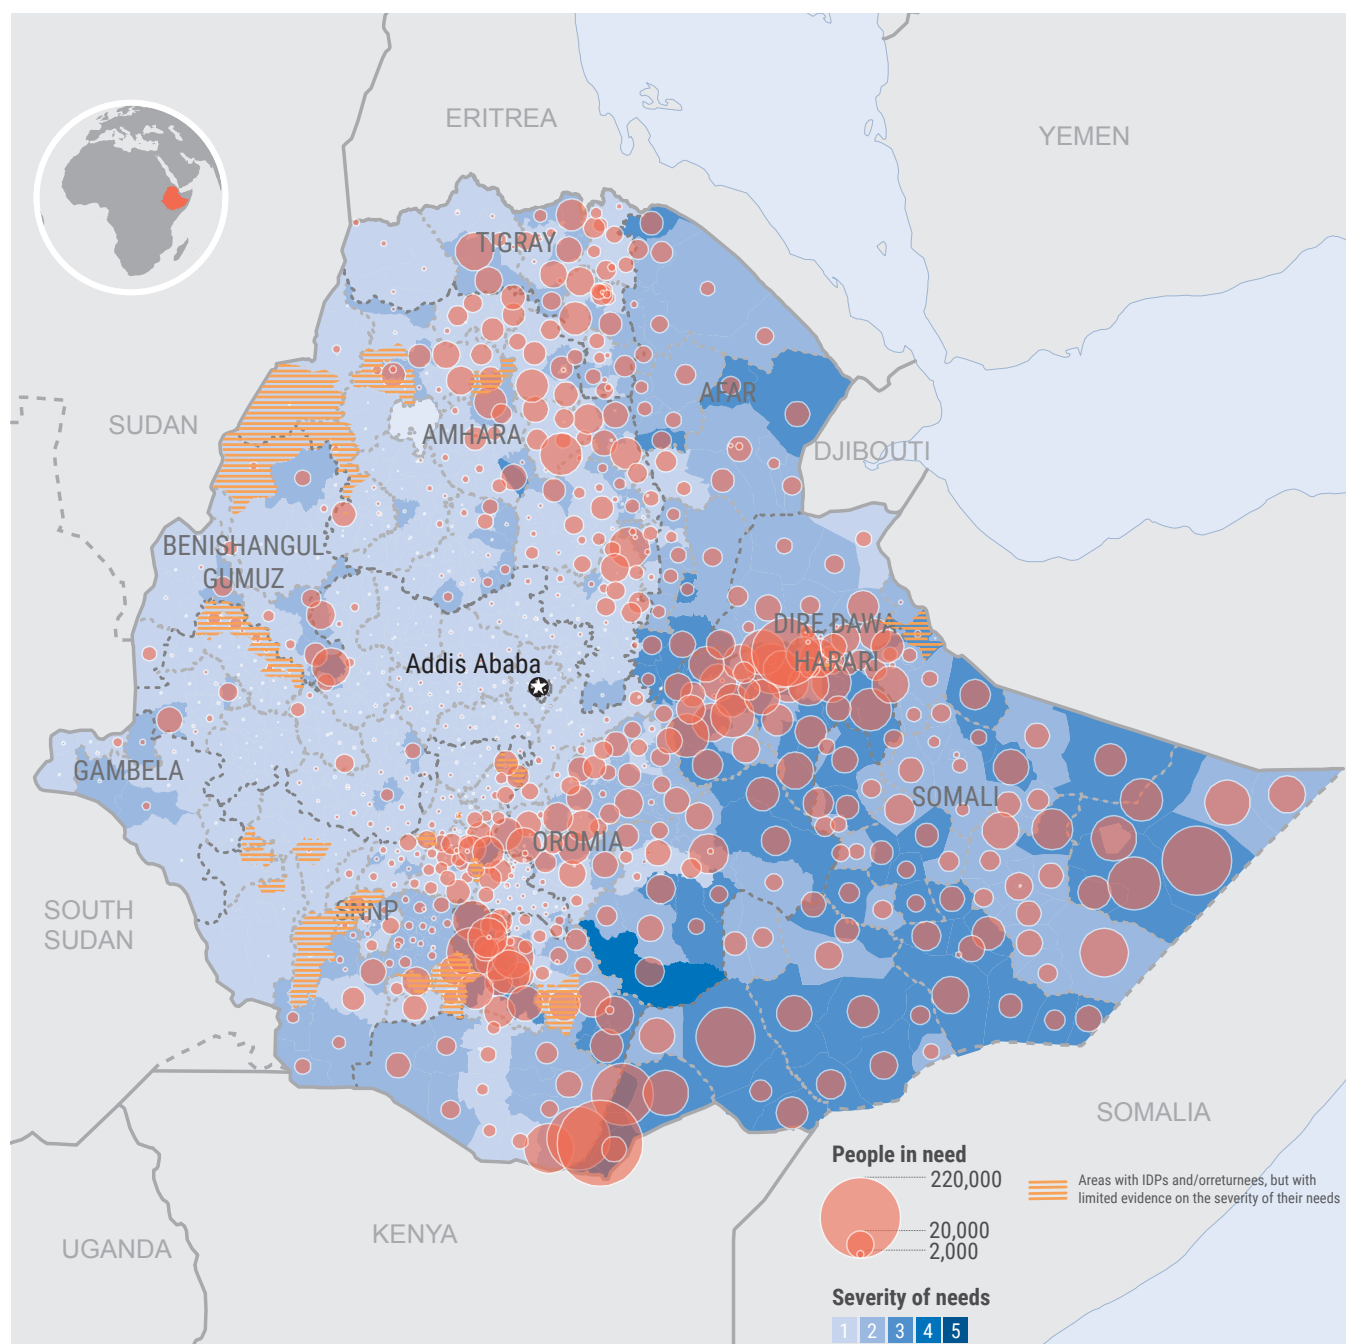 ERITREA
YEMEN
TIGRAY
AFAR
SUDAN
AMHARA
DJIBOUTI
BENISHANGUL
GUMUZ
DIRE DAWA
HARARI
Addis Ababa
GAMBELA
SOMALI
OROMIA
SNNP
SOUTH
SUDAN
SOMALIA
KENYA
UGANDA
People in need
220,000
20,000
2,000
Areas with IDPs and/orreturnees, but with
limited evidence on the severity of their needs
Severity of needs
1 2 3 4 5